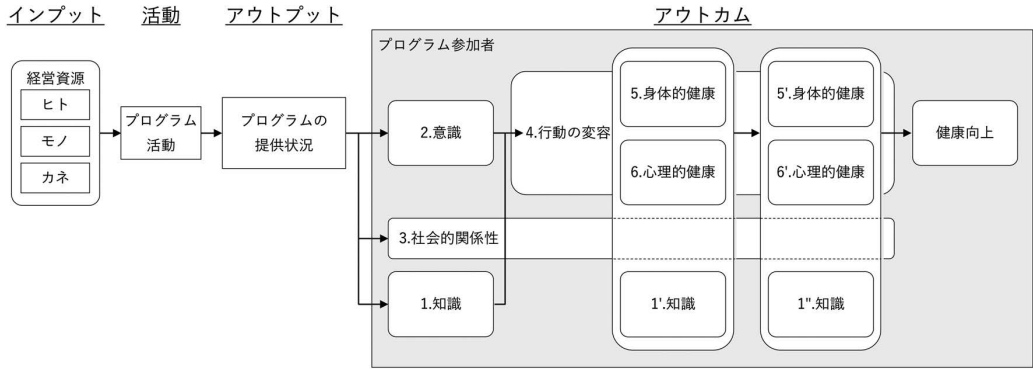 インプット
活動
アウトプット
アウトカム
プログラム参加者
経営資源
ヒト
モノ
カネ
プログラム
活動
プログラムの
提供状況
2.意識
3.社会的関係性
1.知識
4.行動の変容
5.身体的健康
6.心理的健康
1'.知識
5'.身体的健康
6'.心理的健康
1".知識
健康向上